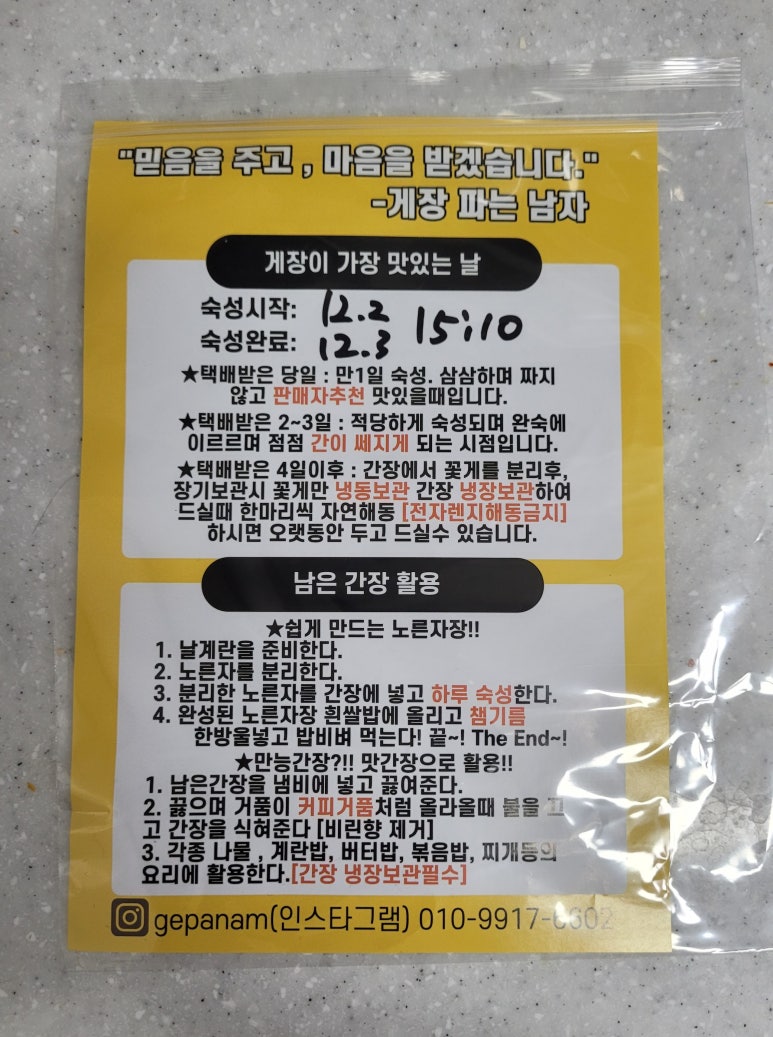 "믿음을 주고 , 마음을 받겠습니다."
-게장 파는 남자
게장이 가장 맛있는 날
숙성시작: 12.2 15:10
숙성완료: 12.3
★택배받은 당일 : 만1일 숙성. 삼삼하며 짜지
않고 판매자추천 맛있을때입니다.
★택배받은 2~3일 : 적당하게 숙성되며 완숙에
이르르며 점점 간이 쎄지게 되는 시점입니다.
★택배받은 4일이후 : 간장에서 꽃게를 분리후,
장기보관시 꽃게만 냉동보관 간장 냉장보관하여
드실때 한마리씩 자연해동 [전자렌지해동금지]
하시면 오랫동안 두고 드실수 있습니다.
남은 간장 활용
★쉽게 만드는 노른자장!!
1. 날계란을 준비한다.
2. 노른자를 분리한다.
3. 분리한 노른자를 간장에 넣고 하루 숙성한다.
4. 완성된 노른자장 흰쌀밥에 올리고 챔기름
한방울넣고 밥비벼 먹는다! 끝~! The End~!
★만능간장?!! 맛간장으로 활용!!
1. 남은간장을 냄비에 넣고 끓여준다.
2. 끓으며 거품이 커피거품처럼 올라올때 불을 끄
고 간장을 식혀준다 [비린향 제거]
3. 각종 나물 , 계란밥, 버터밥, 볶음밥, 찌개등의
요리에 활용한다.[간장 냉장보관필수]
gepanam(인스타그램) 010-9917-6602